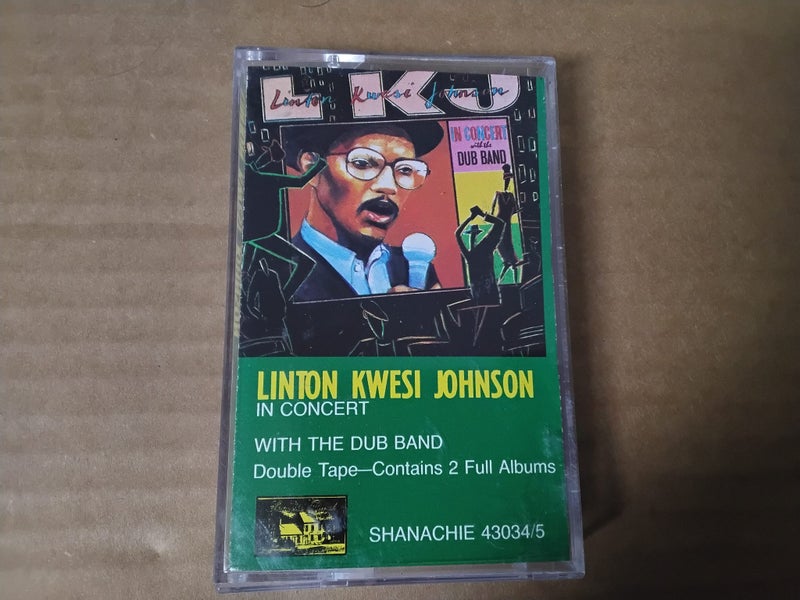 LKJ
Linton Kwesi Johnson
IN CONCERT
with the
DUB BAND
LINTON KWESI JOHNSON
IN CONCERT
WITH THE DUB BAND
Double Tape—Contains 2 Full Albums
SHANACHIE 43034/5